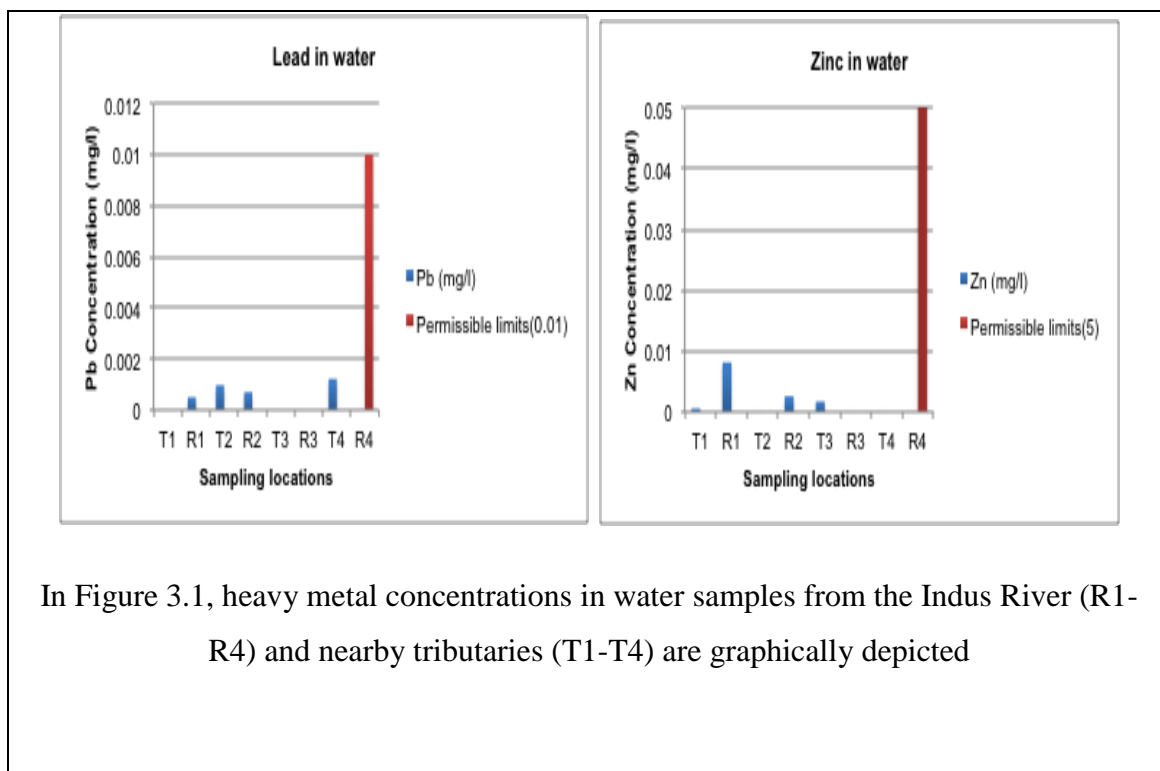 Lead in water
Pb Concentration (mg/l)
0.012
0.01
0.008
0.006
0.004
0.002
0
T1 R1 T2 R2 T3 R3 T4 R4
Sampling locations
Pb (mg/l)
Permissible limits(0.01)
Zinc in water
Zn Concentration (mg/l)
0.05
0.04
0.03
0.02
0.01
0
T1 R1 T2 R2 T3 R3 T4 R4
Sampling locations
Zn (mg/l)
Permissible limits(5)
In Figure 3.1, heavy metal concentrations in water samples from the Indus River (R1-
R4) and nearby tributaries (T1-T4) are graphically depicted